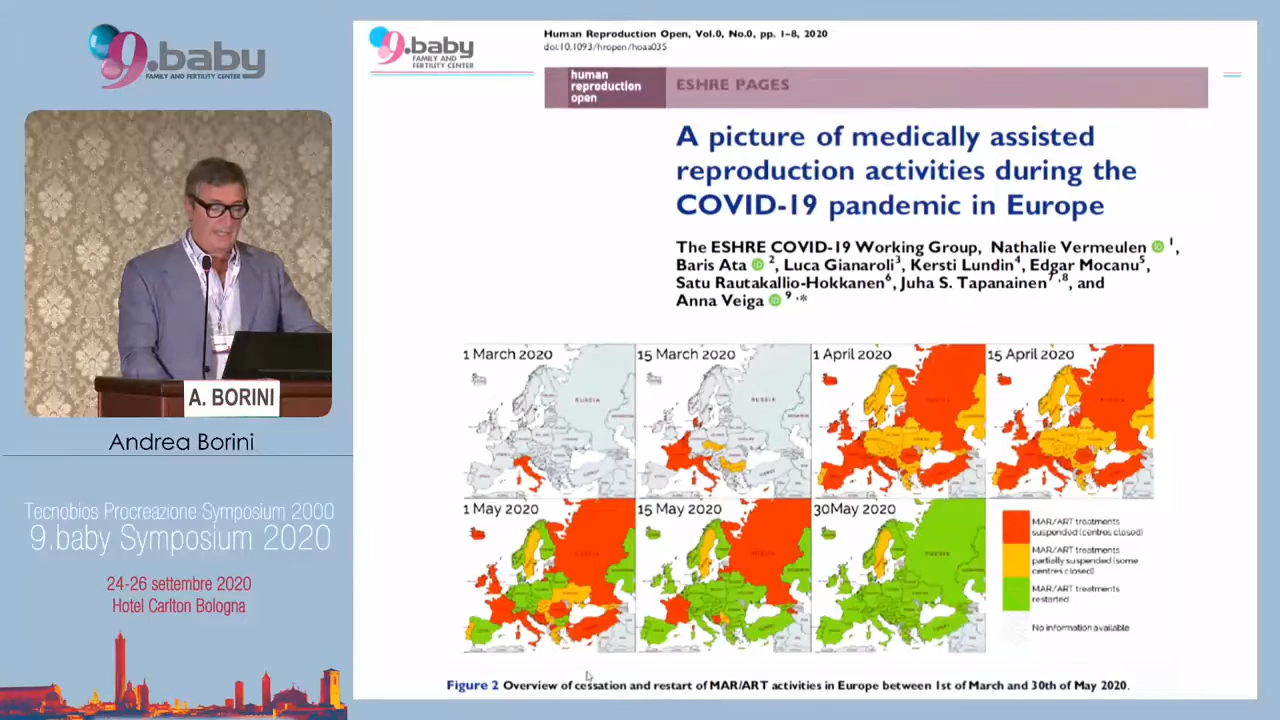 9.baby
FAMILY AND FERTILITY CENTER
A. BORINI
Andrea Borini
Tecnobios Procreazione Symposium 2000
9.baby Symposium 2020
24-26 settembre 2020
Hotel Carlton Bologna
9.baby
FAMILY AND
FERTILITY CENTER
Human Reproduction Open, Vol.0, No.0, pp. 1–8, 2020
doi:10.1093/hropen/hoaa035
human
reproduction
open
ESHRE PAGES
A picture of medically assisted
reproduction activities during the
COVID-19 pandemic in Europe
The ESHRE COVID-19 Working Group, Nathalie Vermeulen 1,
Baris Ata 2, Luca Gianaroli3, Kersti Lundin4, Edgar Mocanu5,
Satu Rautakallio-Hokkanen6, Juha S. Tapanainen7,8, and
Anna Veiga 9,*
1 March 2020
15 March 2020
1 April 2020
15 April 2020
RUSSIA
RUSSIA
RUSSIA
RUSSIA
1 May 2020
15 May 2020
30May 2020
RUSSIA
RUSSIA
RUSSIA
MAR/ART treatments
suspended (centres closed)
MAR/ART treatments
partially suspended (some
centres closed)
MAR/ART treatments
restarted
No information available
Figure 2 Overview of cessation and restart of MAR/ART activities in Europe between 1st of March and 30th of May 2020.